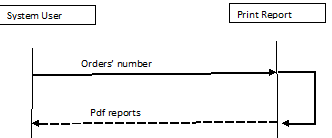 System User
Print Report
Orders’ number
Pdf reports